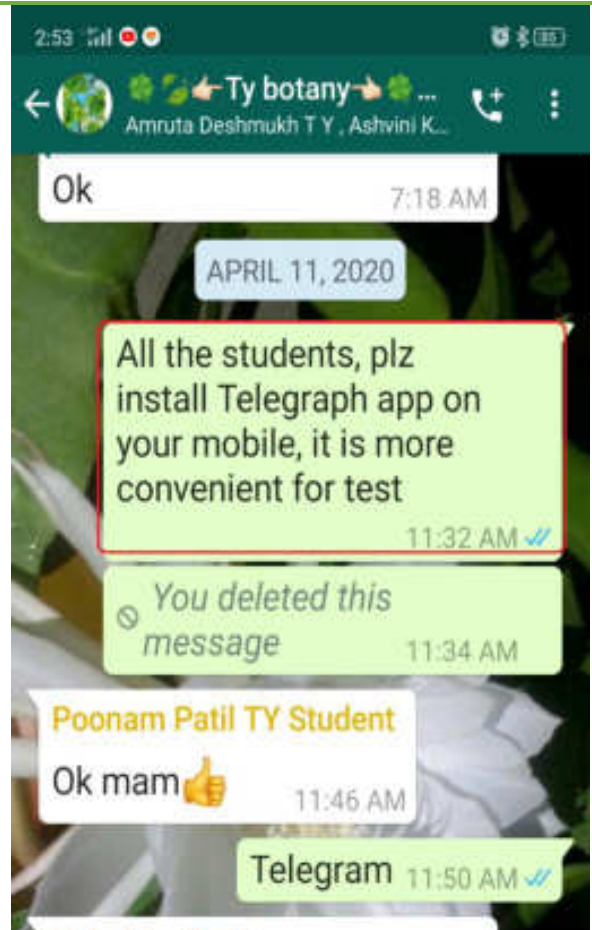 2:53
85
Ty botany ...
Amruta Deshmukh T Y , Ashvini K...
Ok
7:18 AM
APRIL 11, 2020
All the students, plz
install Telegraph app on
your mobile, it is more
convenient for test
11:32 AM
You deleted this
message
11:34 AM
Poonam Patil TY Student
Ok mam👍
11:46 AM
Telegram 11:50 AM